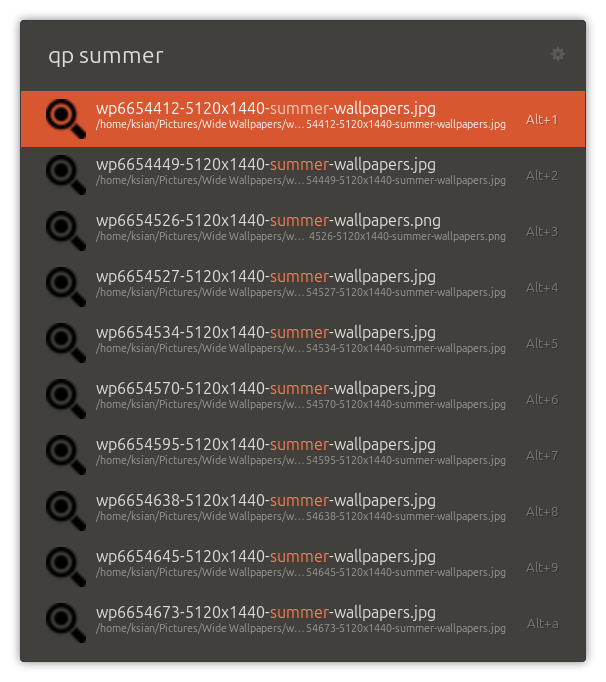 qp summer
wp6654412-5120x1440-summer-wallpapers.jpg
/home/ksian/Pictures/Wide Wallpapers/w...54412-5120x1440-summer-wallpapers.jpg
Alt+1
wp6654449-5120x1440-summer-wallpapers.jpg
/home/ksian/Pictures/Wide Wallpapers/w...54449-5120x1440-summer-wallpapers.jpg
Alt+2
wp6654526-5120x1440-summer-wallpapers.png
/home/ksian/Pictures/Wide Wallpapers/w... 4526-5120x1440-summer-wallpapers.png
Alt+3
wp6654527-5120x1440-summer-wallpapers.jpg
/home/ksian/Pictures/Wide Wallpapers/w...54527-5120x1440-summer-wallpapers.jpg
Alt+4
wp6654534-5120x1440-summer-wallpapers.jpg
/home/ksian/Pictures/Wide Wallpapers/w...54534-5120x1440-summer-wallpapers.jpg
Alt+5
wp6654570-5120x1440-summer-wallpapers.jpg
/home/ksian/Pictures/Wide Wallpapers/w...54570-5120x1440-summer-wallpapers.jpg
Alt+6
wp6654595-5120x1440-summer-wallpapers.jpg
/home/ksian/Pictures/Wide Wallpapers/w...54595-5120x1440-summer-wallpapers.jpg
Alt+7
wp6654638-5120x1440-summer-wallpapers.jpg
/home/ksian/Pictures/Wide Wallpapers/w...54638-5120x1440-summer-wallpapers.jpg
Alt+8
wp6654645-5120x1440-summer-wallpapers.jpg
/home/ksian/Pictures/Wide Wallpapers/w...54645-5120x1440-summer-wallpapers.jpg
Alt+9
wp6654673-5120x1440-summer-wallpapers.jpg
/home/ksian/Pictures/Wide Wallpapers/w...54673-5120x1440-summer-wallpapers.jpg
Alt+a